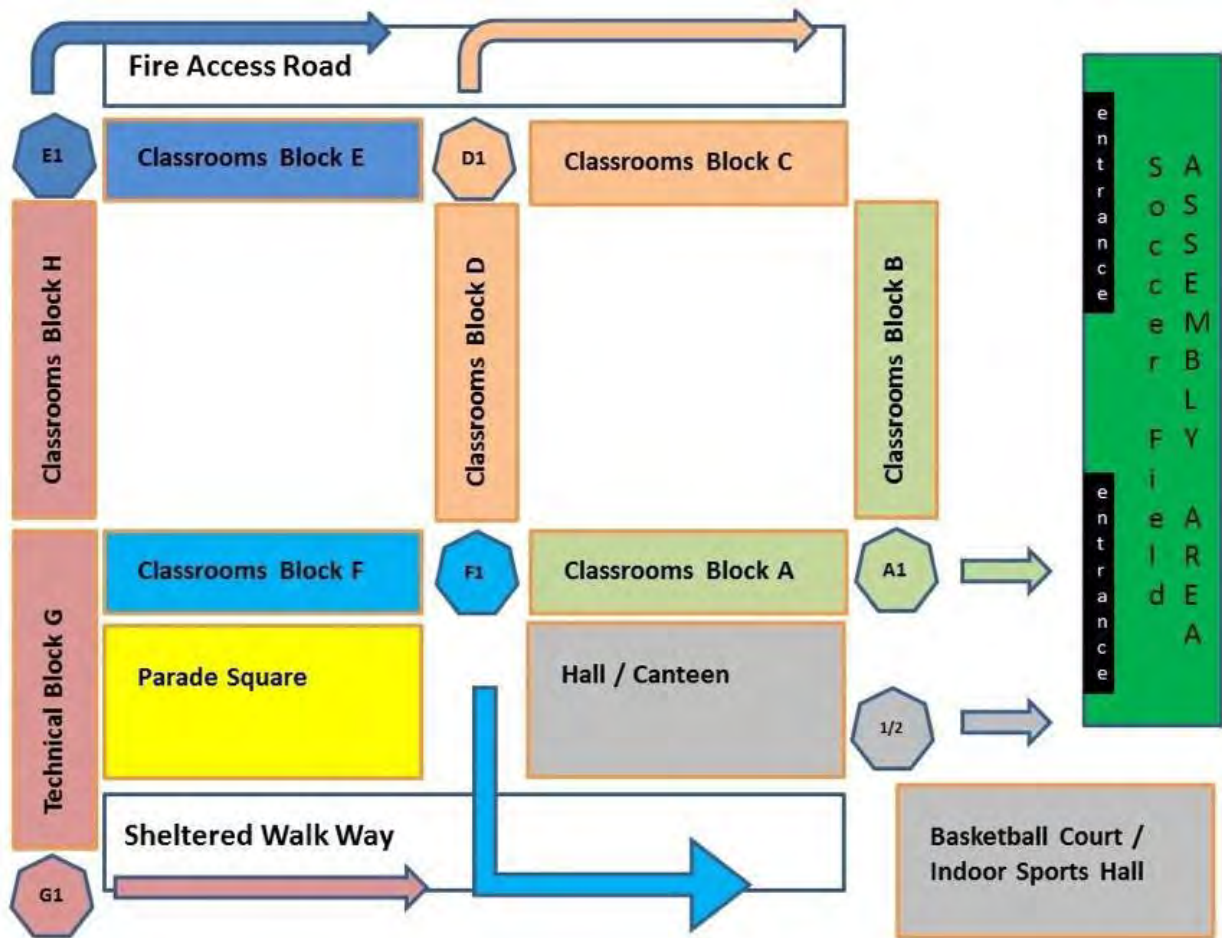 Fire Access Road
E1
Classrooms Block E
D1
Classrooms Block C
Classrooms Block H
Classrooms Block D
Classrooms Block B
entrance
Soccer Field
ASSEMBLY AREA
entrance
Technical Block G
Classrooms Block F
F1
Classrooms Block A
A1
Parade Square
Hall / Canteen
1/2
Sheltered Walk Way
G1
Basketball Court /
Indoor Sports Hall